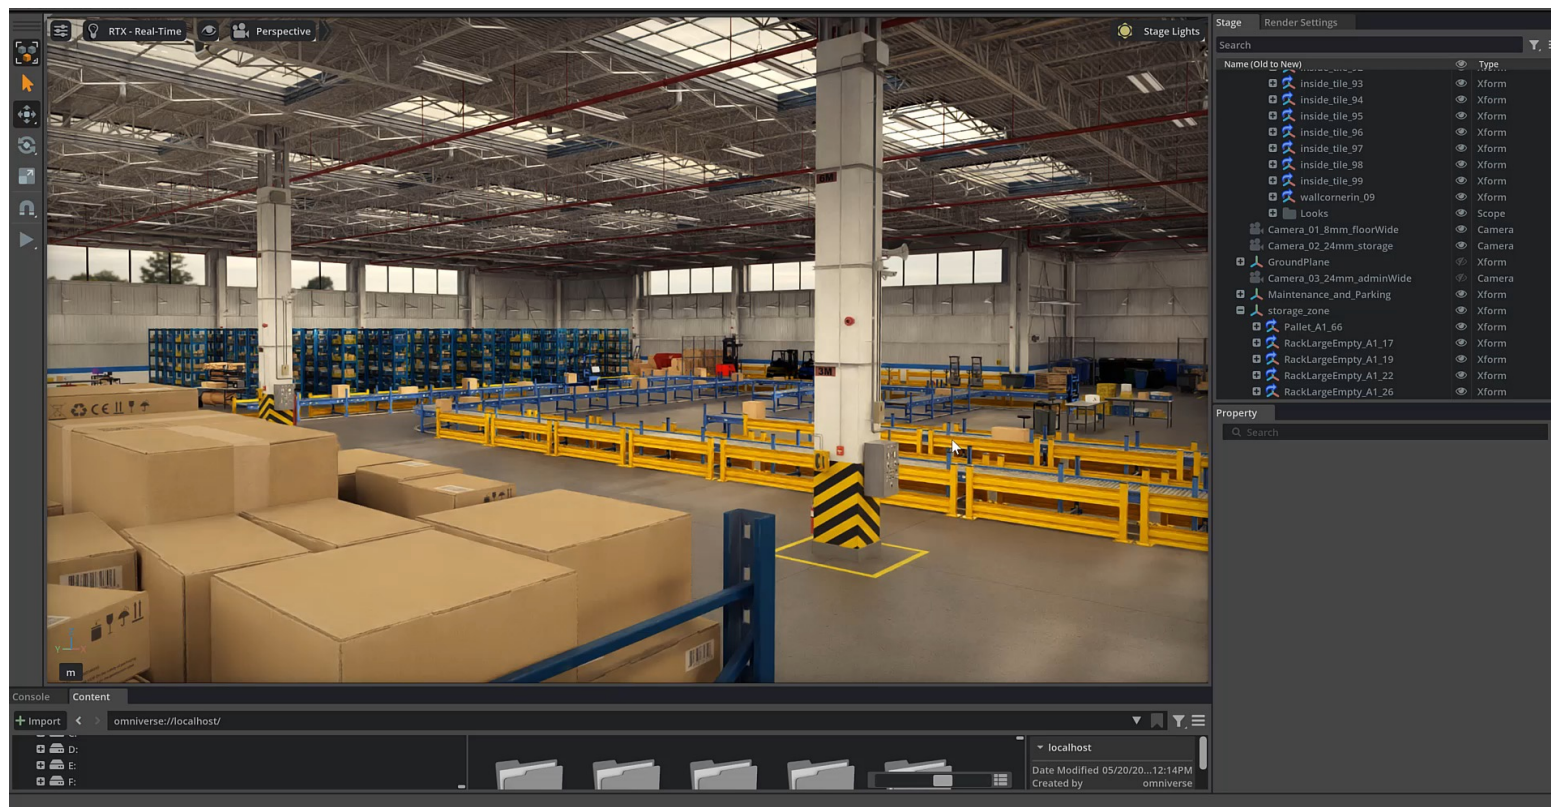 RTX - Real-Time
Perspective
Stage Lights
6M
3M
Y
X
m
Stage
Render Settings
Search
Name (Old to New)
Type
inside_tile_92 Xform
inside_tile_93 Xform
inside_tile_94 Xform
inside_tile_95 Xform
inside_tile_96 Xform
inside_tile_97 Xform
inside_tile_98 Xform
inside_tile_99 Xform
wallcornerin_09 Xform
Looks Scope
Camera_01_8mm_floorWide Camera
Camera_02_24mm_storage Camera
GroundPlane Xform
Camera_03_24mm_adminWide Camera
Maintenance_and_Parking Xform
storage_zone Xform
Pallet_A1_66 Xform
RackLargeEmpty_A1_17 Xform
RackLargeEmpty_A1_19 Xform
RackLargeEmpty_A1_22 Xform
RackLargeEmpty_A1_26 Xform
Property
Search
Console
Content
Import
omniverse://localhost/
D:
E:
F:
localhost
Date Modified 05/20/20...12:14PM
Created by omniverse